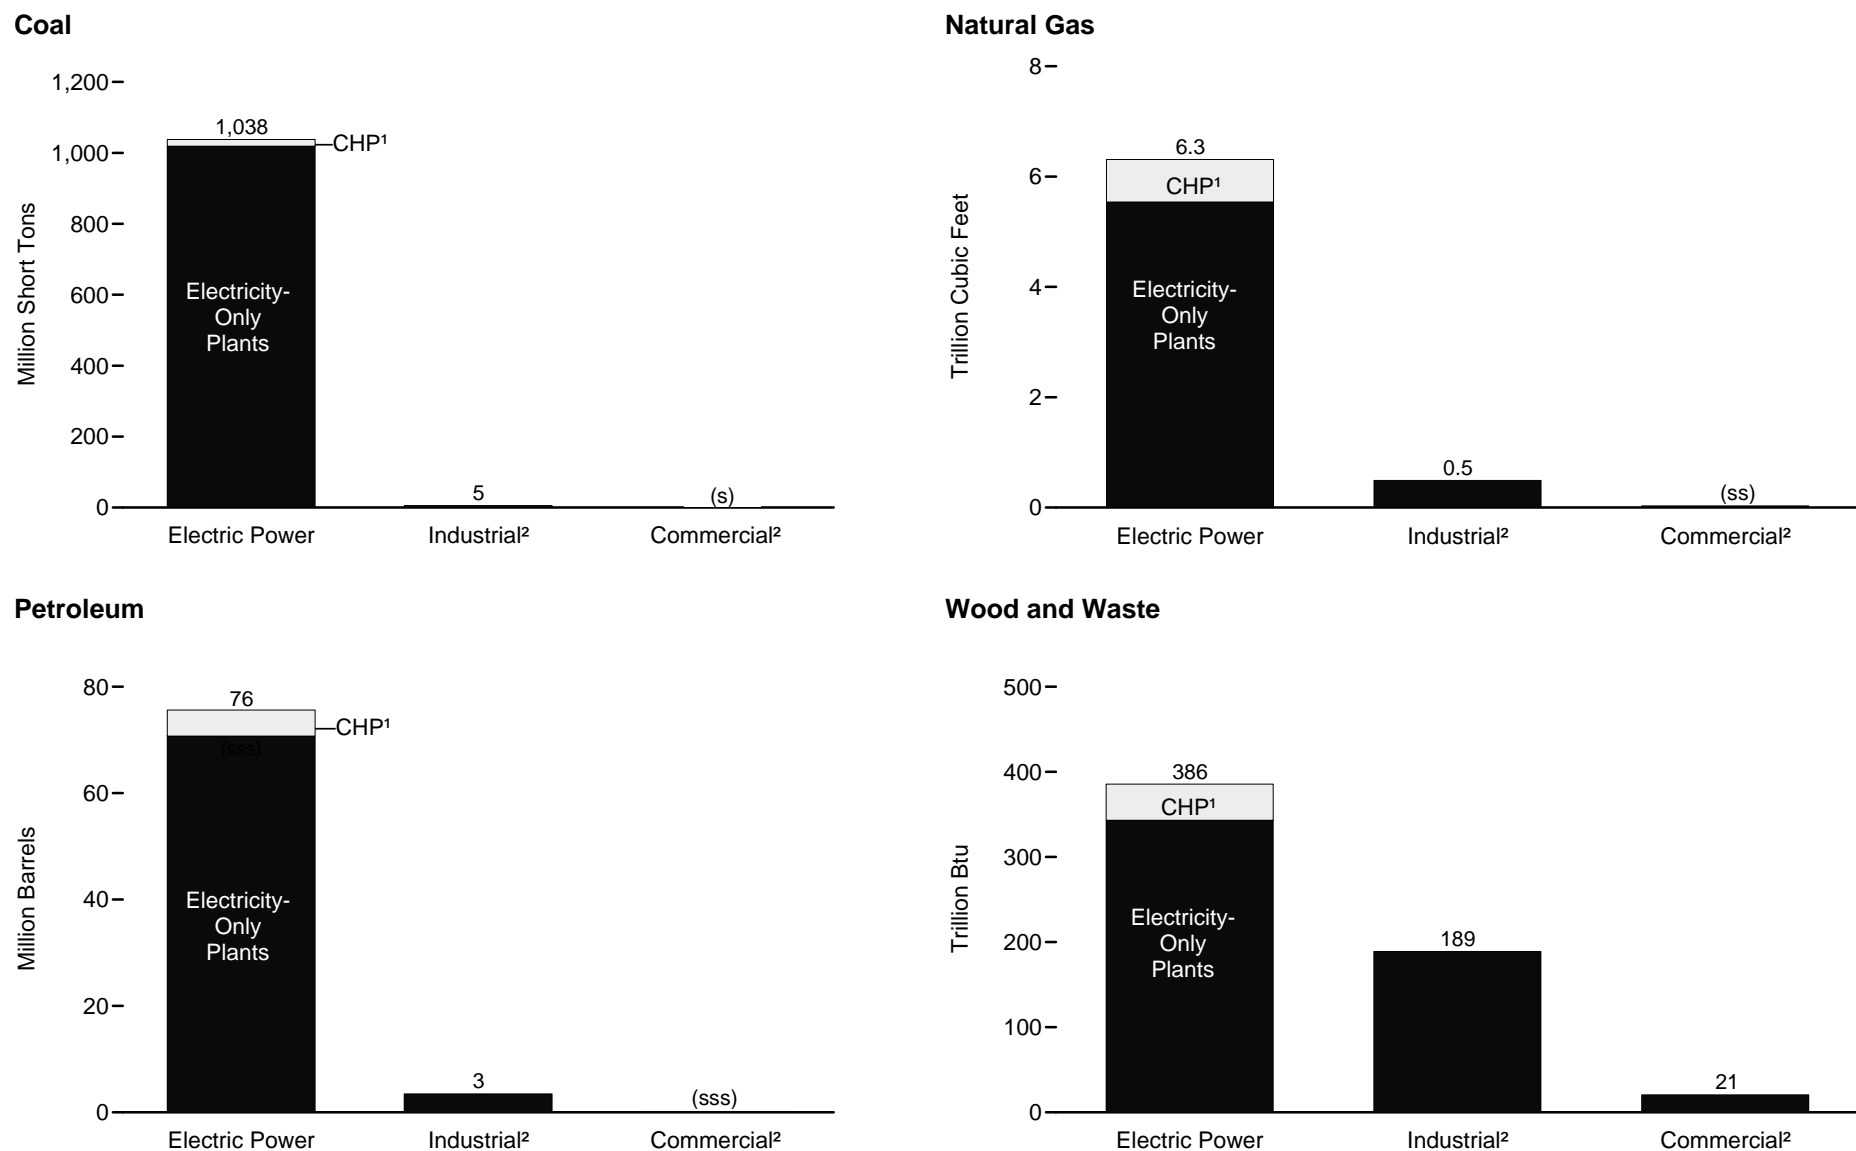 Coal
1,200
1,000
800
600
400
200
0
Million Short Tons
1,038
CHP¹
Electricity-
Only
Plants
5
(s)
Electric Power
Industrial²
Commercial²
Natural Gas
8
6
4
2
0
Trillion Cubic Feet
6.3
CHP¹
Electricity-
Only
Plants
0.5
(ss)
Electric Power
Industrial²
Commercial²
Petroleum
80
60
40
20
0
Million Barrels
76
CHP¹
(sss)
Electricity-
Only
Plants
3
(sss)
Electric Power
Industrial²
Commercial²
Wood and Waste
500
400
300
200
100
0
Trillion Btu
386
CHP¹
Electricity-
Only
Plants
189
21
Electric Power
Industrial²
Commercial²